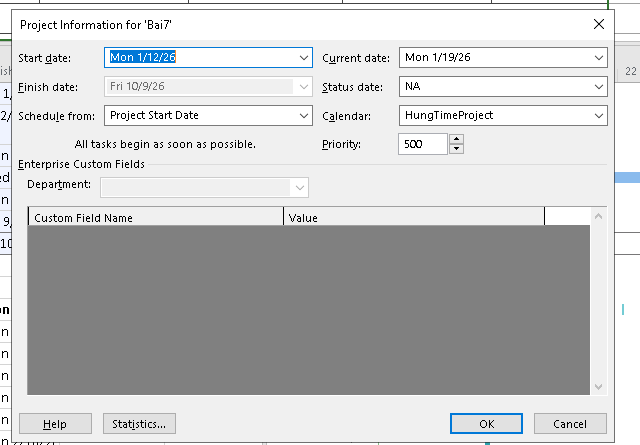 Project Information for 'Bai7'
Start date: Mon 1/12/26 Current date: Mon 1/19/26
Finish date: Fri 10/9/26 Status date: NA
Schedule from: Project Start Date Calendar: HungTimeProject
All tasks begin as soon as possible. Priority: 500
Enterprise Custom Fields
Department:
Custom Field Name Value
Help Statistics... OK Cancel
22